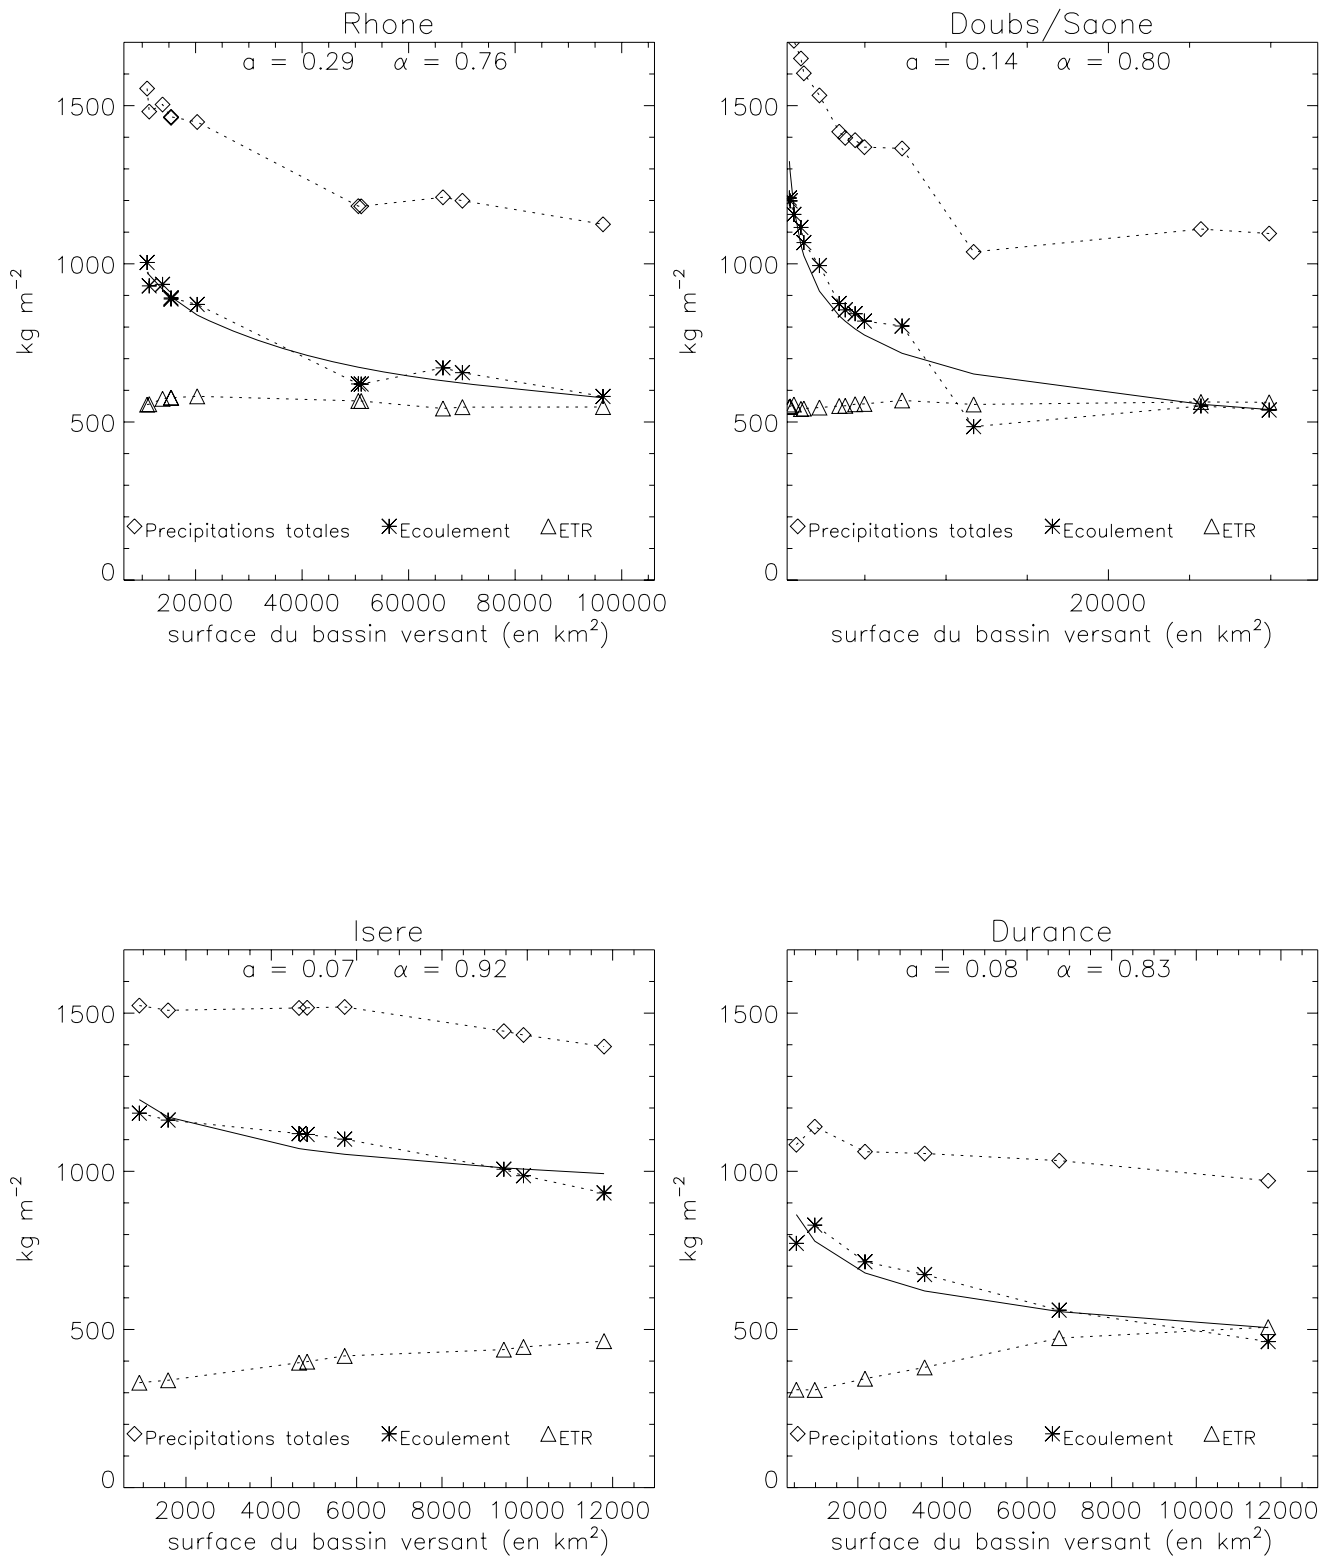 Rhone
a = 0.29 α = 0.76
1500
1000
500
0
kg m⁻²
Precipitations totales Ecoulement ETR
20000 40000 60000 80000 100000
surface du bassin versant (en km²)
Doubs/Saone
a = 0.14 α = 0.80
1500
1000
500
0
kg m⁻²
Precipitations totales Ecoulement ETR
20000
surface du bassin versant (en km²)
Isere
a = 0.07 α = 0.92
1500
1000
500
0
kg m⁻²
Precipitations totales Ecoulement ETR
2000 4000 6000 8000 10000 12000
surface du bassin versant (en km²)
Durance
a = 0.08 α = 0.83
1500
1000
500
0
kg m⁻²
Precipitations totales Ecoulement ETR
2000 4000 6000 8000 10000 12000
surface du bassin versant (en km²)